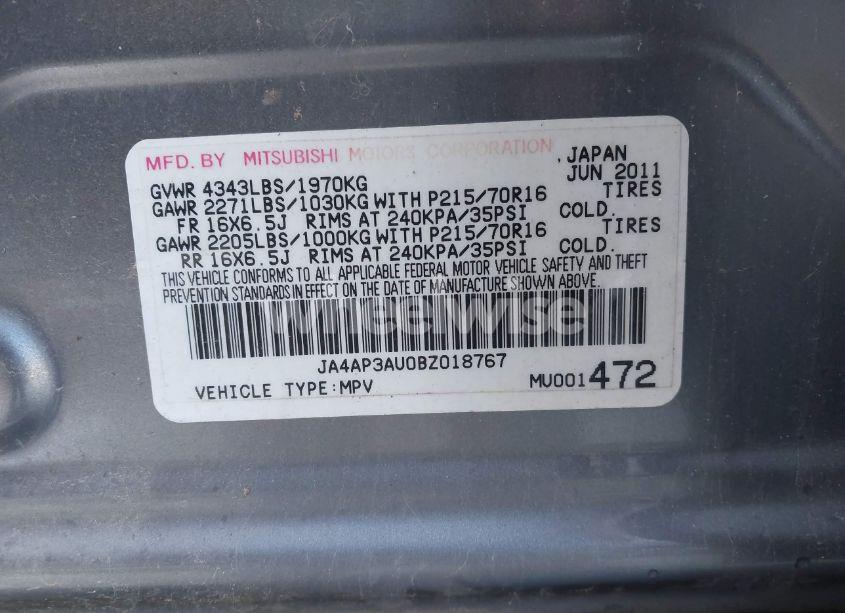 MFD. BY MITSUBISHI MOTORS CORPORATION , JAPAN
GVWR 4343LBS/1970KG JUN 2011
GAWR 2271LBS/1030KG WITH P215/70R16 TIRES
FR 16X6.5J RIMS AT 240KPA/35PSI COLD.
GAWR 2205LBS/1000KG WITH P215/70R16 TIRES
RR 16X6.5J RIMS AT 240KPA/35PSI COLD.
THIS VEHICLE CONFORMS TO ALL APPLICABLE FEDERAL MOTOR VEHICLE SAFETY AND THEFT
PREVENTION STANDARDS IN EFFECT ON THE DATE OF MANUFACTURE SHOWN ABOVE.
wheelwise
JA4AP3AU0BZ018767
VEHICLE TYPE:MPV MU001472